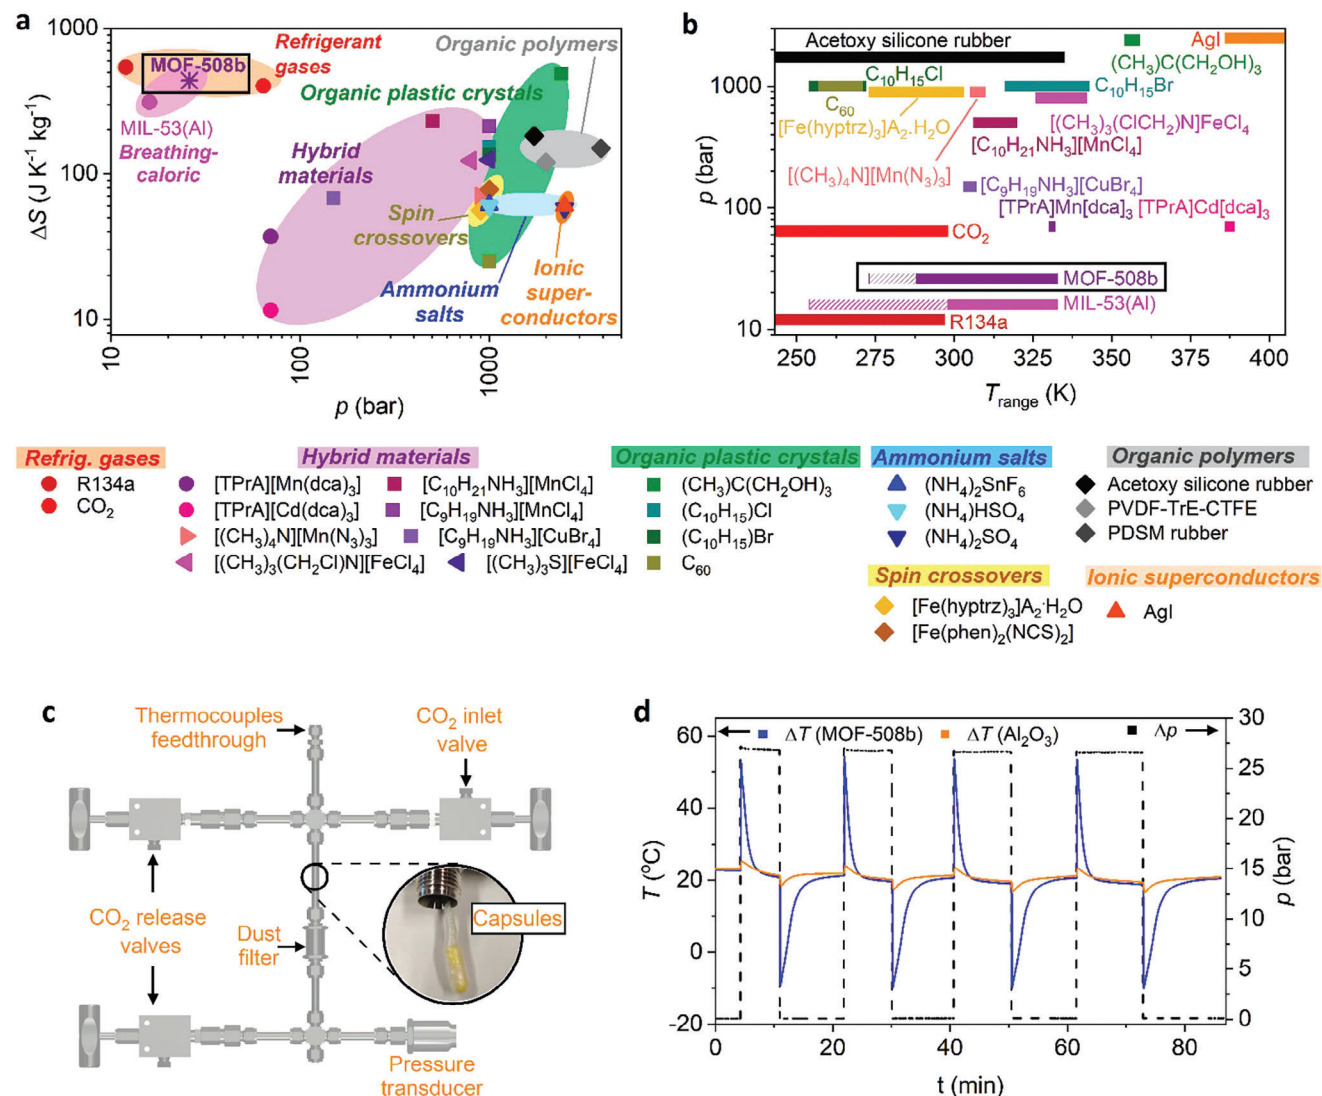 a
ΔS (J K⁻¹ kg⁻¹)
1000
100
10
10
100
1000
p (bar)
MOF-508b
Refrigerant
gases
Organic polymers
Organic plastic crystals
MIL-53(Al)
Breathing-
caloric
Hybrid
materials
Spin
crossovers
Ammonium
salts
Ionic
super-
conductors
b
p (bar)
1000
100
10
250
275
300
325
350
375
400
T_range (K)
Acetoxy silicone rubber
AgI
(CH₃)C(CH₂OH)₃
C₁₀H₁₅Cl
C₁₀H₁₅Br
C₆₀
[Fe(hyptrz)₃]A₂.H₂O
[(CH₃)₃(ClCH₂)N]FeCl₄
[C₁₀H₂₁NH₃][MnCl₄]
[(CH₃)₄N][Mn(N₃)₃]
[C₉H₁₉NH₃][CuBr₄]
[TPrA]Mn[dca]₃
[TPrA]Cd[dca]₃
CO₂
MOF-508b
MIL-53(Al)
R134a
Refrig. gases
R134a
CO₂
Hybrid materials
[TPrA][Mn(dca)₃]
[C₁₀H₂₁NH₃][MnCl₄]
[TPrA][Cd(dca)₃]
[C₉H₁₉NH₃][MnCl₄]
[(CH₃)₄N][Mn(N₃)₃]
[C₉H₁₉NH₃][CuBr₄]
[(CH₃)₃(CH₂Cl)N][FeCl₄]
[(CH₃)₃S][FeCl₄]
Organic plastic crystals
(CH₃)C(CH₂OH)₃
(C₁₀H₁₅)Cl
(C₁₀H₁₅)Br
C₆₀
Ammonium salts
(NH₄)₂SnF₆
(NH₄)HSO₄
(NH₄)₂SO₄
Organic polymers
Acetoxy silicone rubber
PVDF-TrE-CTFE
PDSM rubber
Spin crossovers
[Fe(hyptrz)₃]A₂·H₂O
[Fe(phen)₂(NCS)₂]
Ionic superconductors
AgI
c
Thermocouples
feedthrough
CO₂ inlet
valve
CO₂ release
valves
Dust
filter
Capsules
Pressure
transducer
d
T (ºC)
60
40
20
0
-20
ΔT (MOF-508b)
ΔT (Al₂O₃)
Δp
30
25
20
15
10
5
0
p (bar)
0
20
40
60
80
t (min)